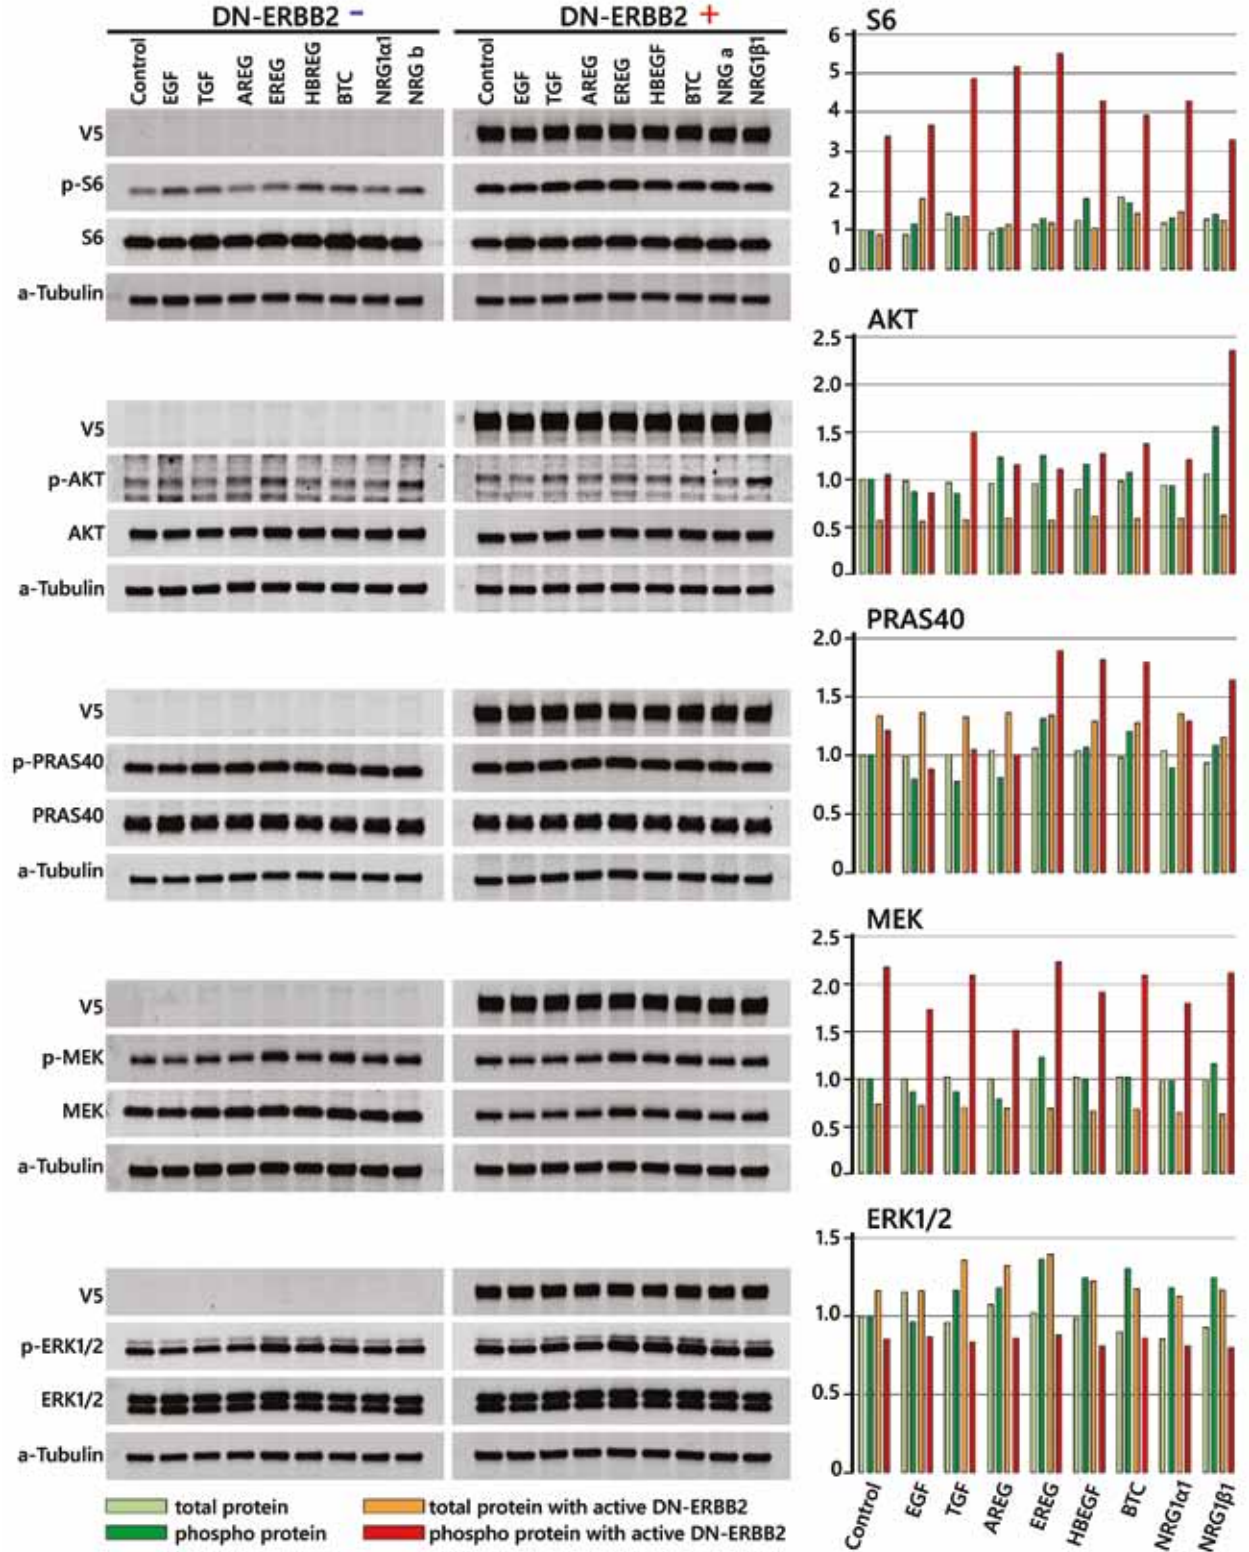 DN-ERBB2 −
DN-ERBB2 +
Control EGF TGF AREG EREG HBREG BTC NRG1α1 NRG b
Control EGF TGF AREG EREG HBEGF BTC NRG a NRG1β1
V5
p-S6
S6
a-Tubulin
V5
p-AKT
AKT
a-Tubulin
V5
p-PRAS40
PRAS40
a-Tubulin
V5
p-MEK
MEK
a-Tubulin
V5
p-ERK1/2
ERK1/2
a-Tubulin
total protein
phospho protein
total protein with active DN-ERBB2
phospho protein with active DN-ERBB2
S6
6
5
4
3
2
1
0
AKT
2.5
2.0
1.5
1.0
0.5
0
PRAS40
2.0
1.5
1.0
0.5
0
MEK
2.5
2.0
1.5
1.0
0.5
0
ERK1/2
1.5
1.0
0.5
0
Control EGF TGF AREG EREG HBEGF BTC NRG1α1 NRG1β1